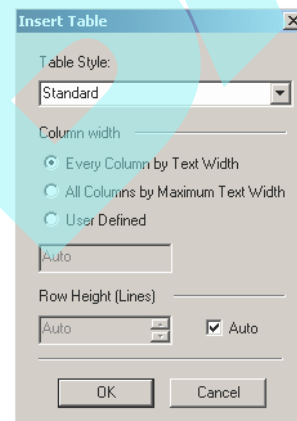 Insert Table
Table Style:
Standard
Column width
Every Column by Text Width
All Columns by Maximum Text Width
User Defined
Auto
Row Height (Lines)
Auto
Auto
OK
Cancel